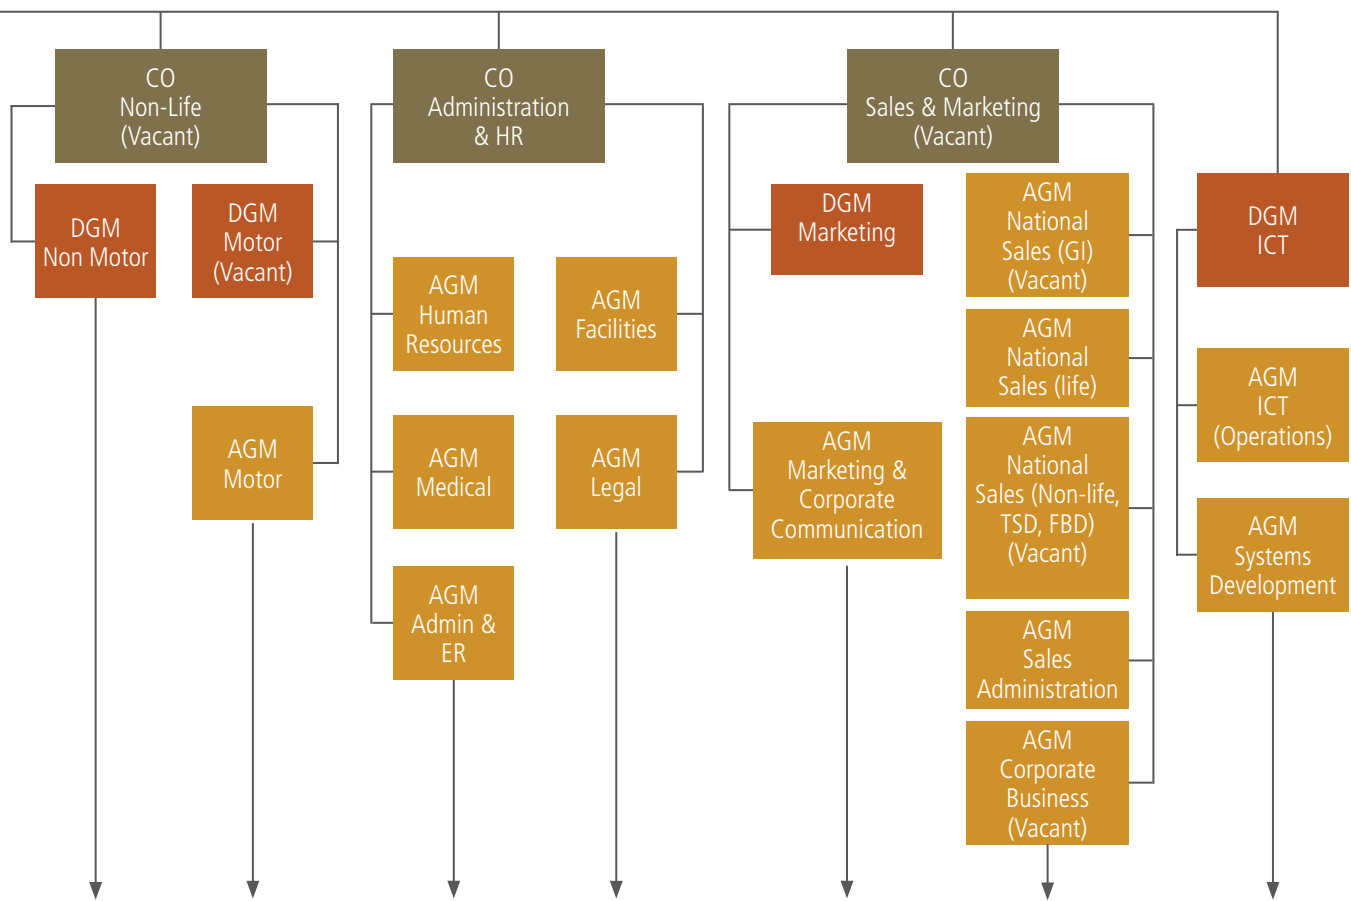 CO
Non-Life
(Vacant)
DGM
Non Motor
DGM
Motor
(Vacant)
AGM
Motor
CO
Administration
& HR
AGM
Human
Resources
AGM
Facilities
AGM
Medical
AGM
Legal
AGM
Admin &
ER
CO
Sales & Marketing
(Vacant)
DGM
Marketing
AGM
Marketing &
Corporate
Communication
AGM
National
Sales (GI)
(Vacant)
AGM
National
Sales (life)
AGM
National
Sales (Non-life,
TSD, FBD)
(Vacant)
AGM
Sales
Administration
AGM
Corporate
Business
(Vacant)
DGM
ICT
AGM
ICT
(Operations)
AGM
Systems
Development